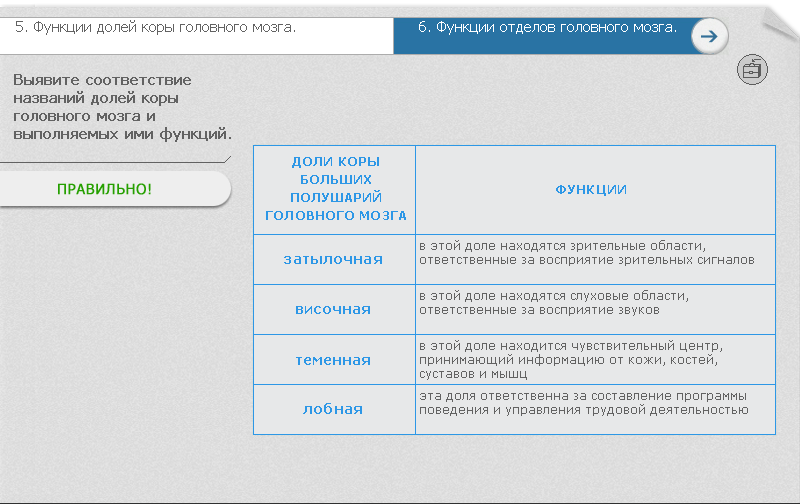 5. Функции долей коры головного мозга.
6. Функции отделов головного мозга.
Выявите соответствие
названий долей коры
головного мозга и
выполняемых ими функций.
ПРАВИЛЬНО!
ДОЛИ КОРЫ
БОЛЬШИХ
ПОЛУШАРИЙ
ГОЛОВНОГО МОЗГА
ФУНКЦИИ
затылочная
в этой доле находятся зрительные области,
ответственные за восприятие зрительных сигналов
височная
в этой доле находятся слуховые области,
ответственные за восприятие звуков
теменная
в этой доле находится чувствительный центр,
принимающий информацию от кожи, костей,
суставов и мышц
лобная
эта доля ответственна за составление программы
поведения и управления трудовой деятельностью